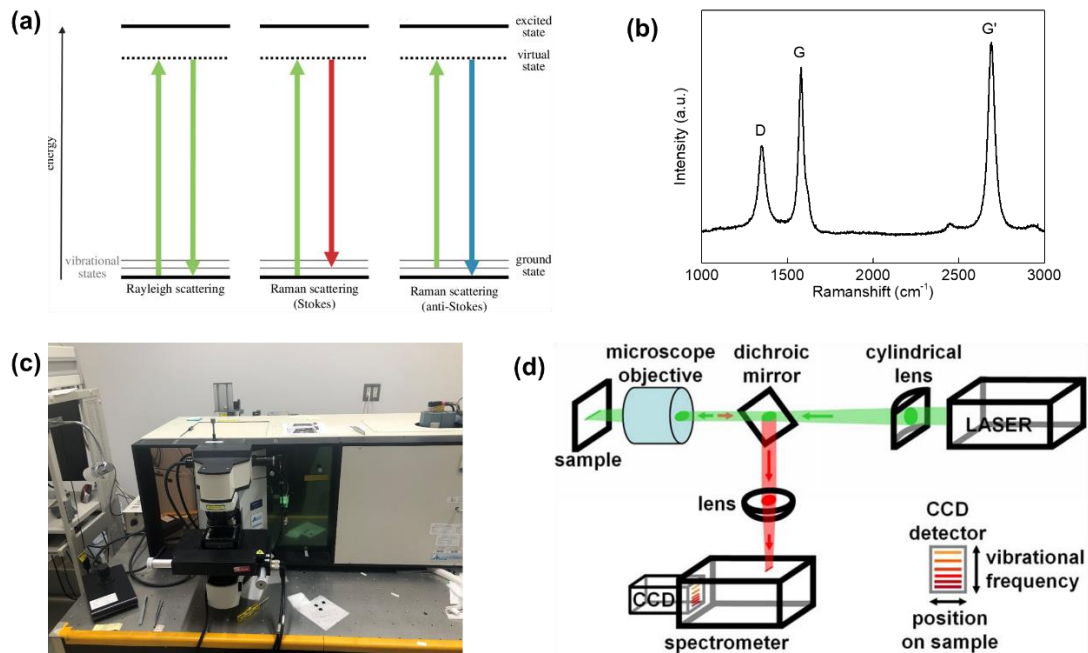 (a)
excited
state
virtual
state
energy
vibrational
states
ground
state
Rayleigh scattering
Raman scattering
(Stokes)
Raman scattering
(anti-Stokes)
(b)
Intensity (a.u.)
D
G
G'
1000
1500
2000
2500
3000
Ramanshift (cm⁻¹)
(c)
(d)
microscope
objective
dichroic
mirror
cylindrical
lens
LASER
sample
lens
CCD
spectrometer
CCD
detector
vibrational
frequency
position
on sample